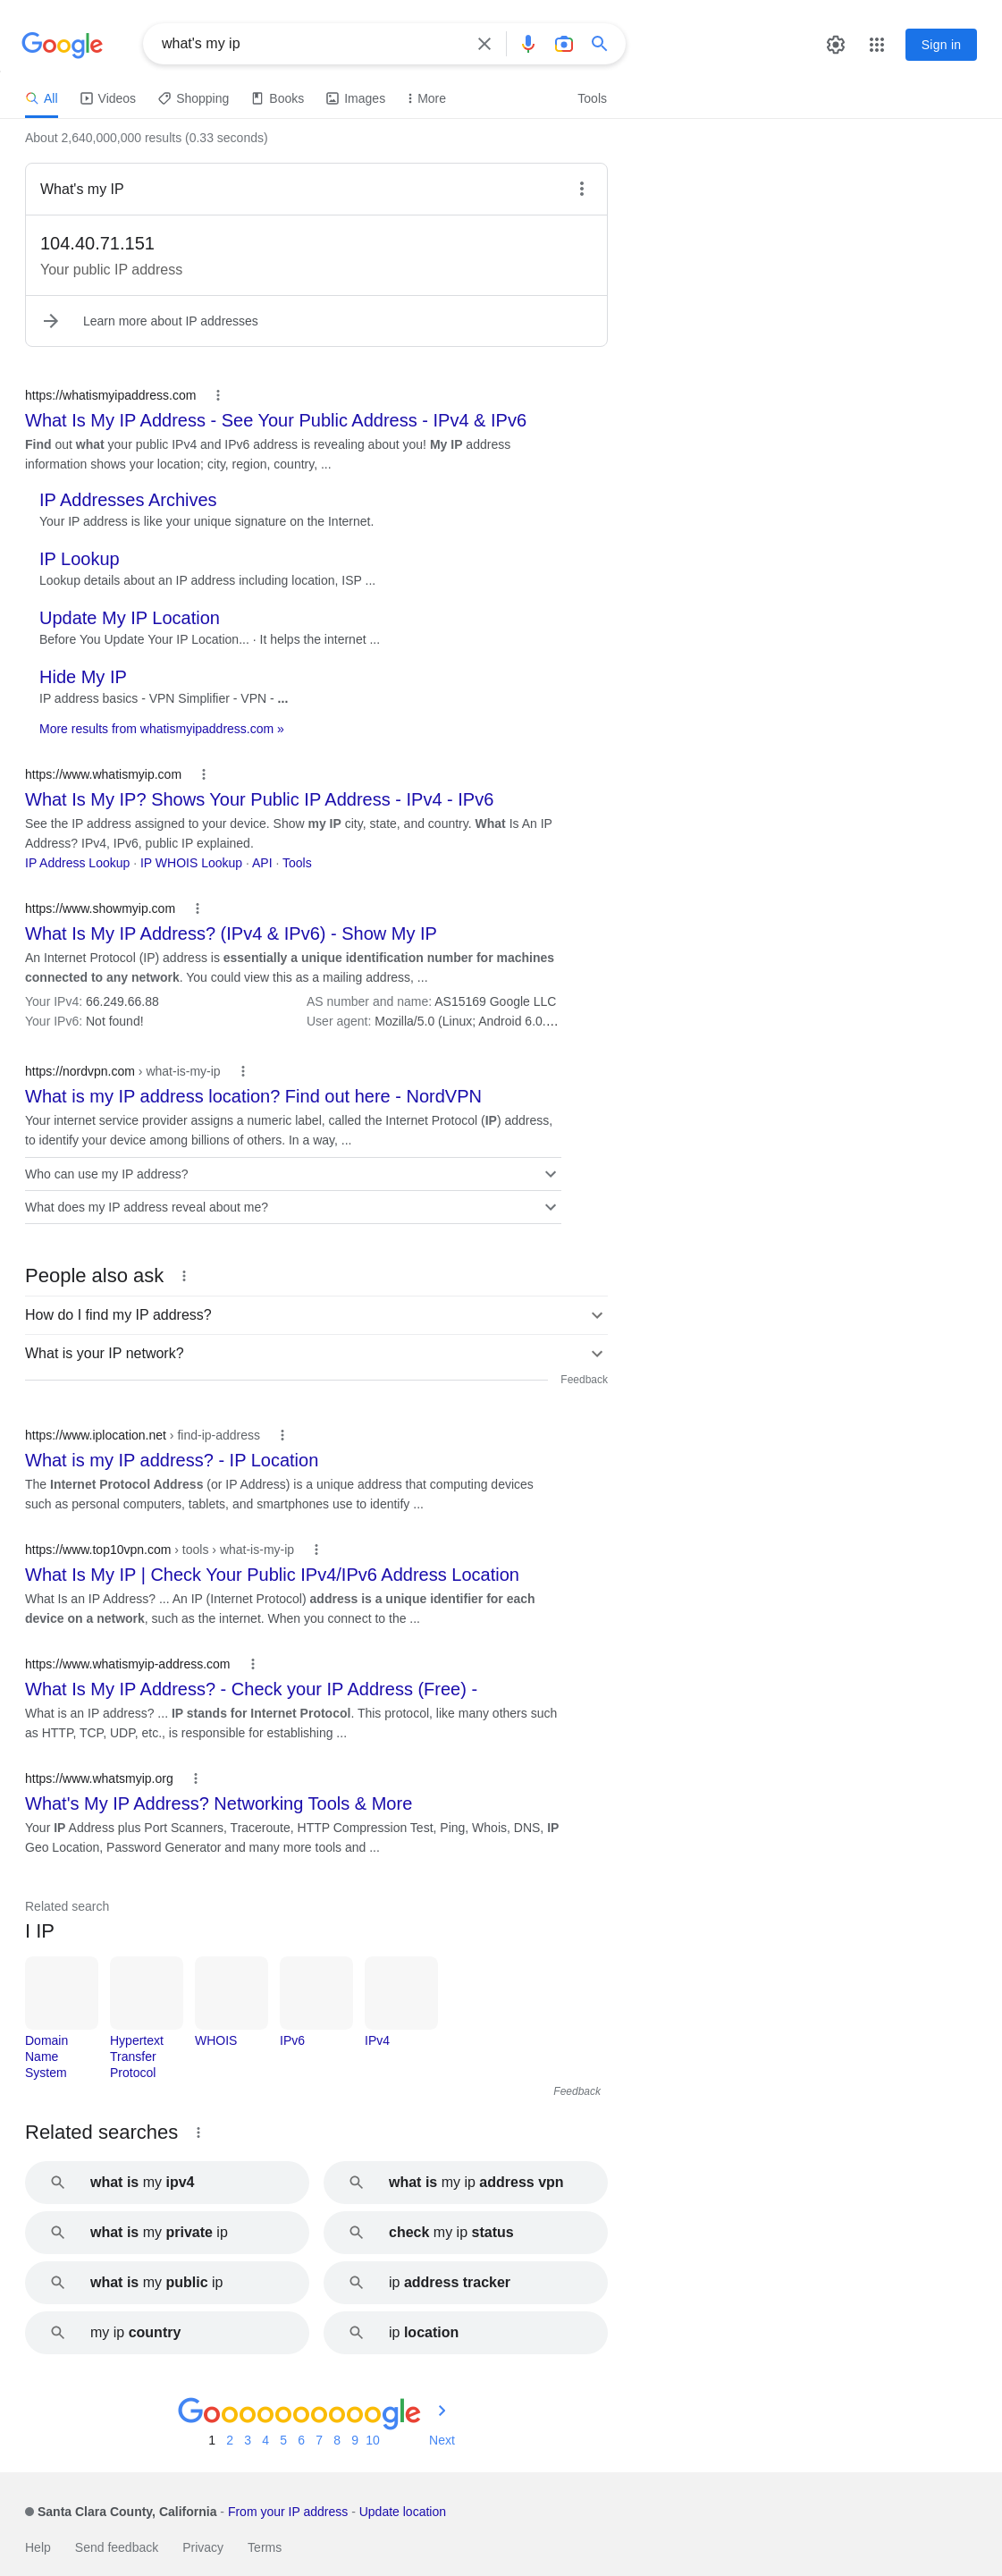 Google
what's my ip
Sign in
All
Videos
Shopping
Books
Images
More
Tools
About 2,640,000,000 results (0.33 seconds)
What's my IP
104.40.71.151
Your public IP address
Learn more about IP addresses
https://whatismyipaddress.com
What Is My IP Address - See Your Public Address - IPv4 & IPv6
Find out what your public IPv4 and IPv6 address is revealing about you! My IP address
information shows your location; city, region, country, ...
IP Addresses Archives
Your IP address is like your unique signature on the Internet.
IP Lookup
Lookup details about an IP address including location, ISP ...
Update My IP Location
Before You Update Your IP Location... · It helps the internet ...
Hide My IP
IP address basics - VPN Simplifier - VPN - ...
More results from whatismyipaddress.com »
https://www.whatismyip.com
What Is My IP? Shows Your Public IP Address - IPv4 - IPv6
See the IP address assigned to your device. Show my IP city, state, and country. What Is An IP
Address? IPv4, IPv6, public IP explained.
IP Address Lookup · IP WHOIS Lookup · API · Tools
https://www.showmyip.com
What Is My IP Address? (IPv4 & IPv6) - Show My IP
An Internet Protocol (IP) address is essentially a unique identification number for machines
connected to any network. You could view this as a mailing address, ...
Your IPv4: 66.249.66.88
AS number and name: AS15169 Google LLC
Your IPv6: Not found!
User agent: Mozilla/5.0 (Linux; Android 6.0....
https://nordvpn.com › what-is-my-ip
What is my IP address location? Find out here - NordVPN
Your internet service provider assigns a numeric label, called the Internet Protocol (IP) address,
to identify your device among billions of others. In a way, ...
Who can use my IP address?
What does my IP address reveal about me?
People also ask
How do I find my IP address?
What is your IP network?
Feedback
https://www.iplocation.net › find-ip-address
What is my IP address? - IP Location
The Internet Protocol Address (or IP Address) is a unique address that computing devices
such as personal computers, tablets, and smartphones use to identify ...
https://www.top10vpn.com › tools › what-is-my-ip
What Is My IP | Check Your Public IPv4/IPv6 Address Location
What Is an IP Address? ... An IP (Internet Protocol) address is a unique identifier for each
device on a network, such as the internet. When you connect to the ...
https://www.whatismyip-address.com
What Is My IP Address? - Check your IP Address (Free) -
What is an IP address? ... IP stands for Internet Protocol. This protocol, like many others such
as HTTP, TCP, UDP, etc., is responsible for establishing ...
https://www.whatsmyip.org
What's My IP Address? Networking Tools & More
Your IP Address plus Port Scanners, Traceroute, HTTP Compression Test, Ping, Whois, DNS, IP
Geo Location, Password Generator and many more tools and ...
Related search
I IP
Domain
Name
System
Hypertext
Transfer
Protocol
WHOIS
IPv6
IPv4
Feedback
Related searches
what is my ipv4
what is my ip address vpn
what is my private ip
check my ip status
what is my public ip
ip address tracker
my ip country
ip location
Goooooooooogle
1 2 3 4 5 6 7 8 9 10 Next
Santa Clara County, California - From your IP address - Update location
Help Send feedback Privacy Terms